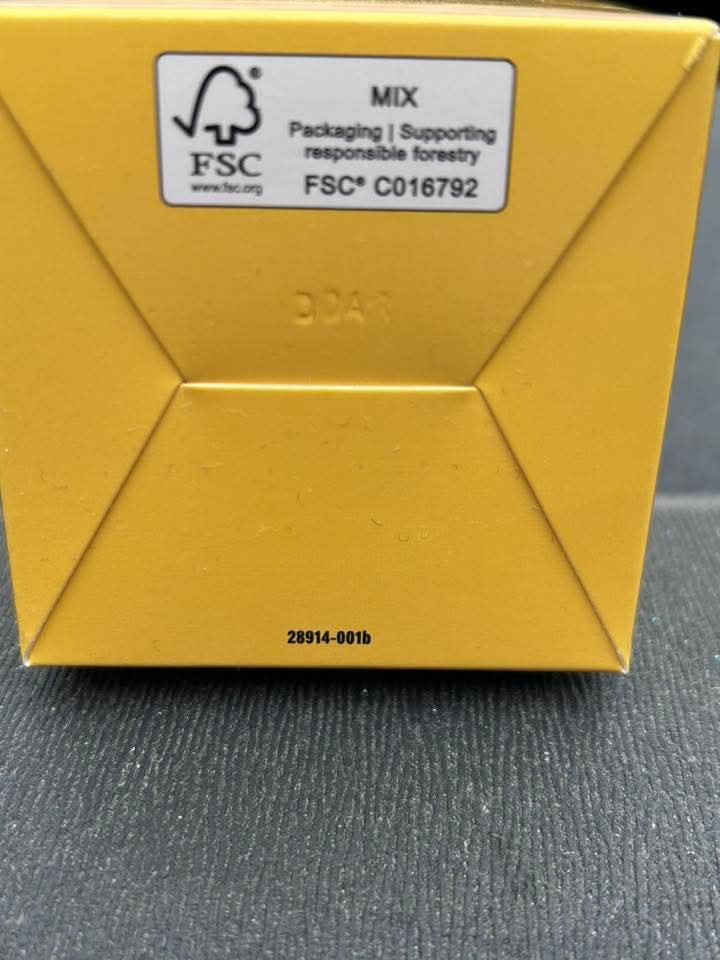 MIX
Packaging | Supporting
responsible forestry
FSC® C016792
®
FSC
www.fsc.org
28914-001b